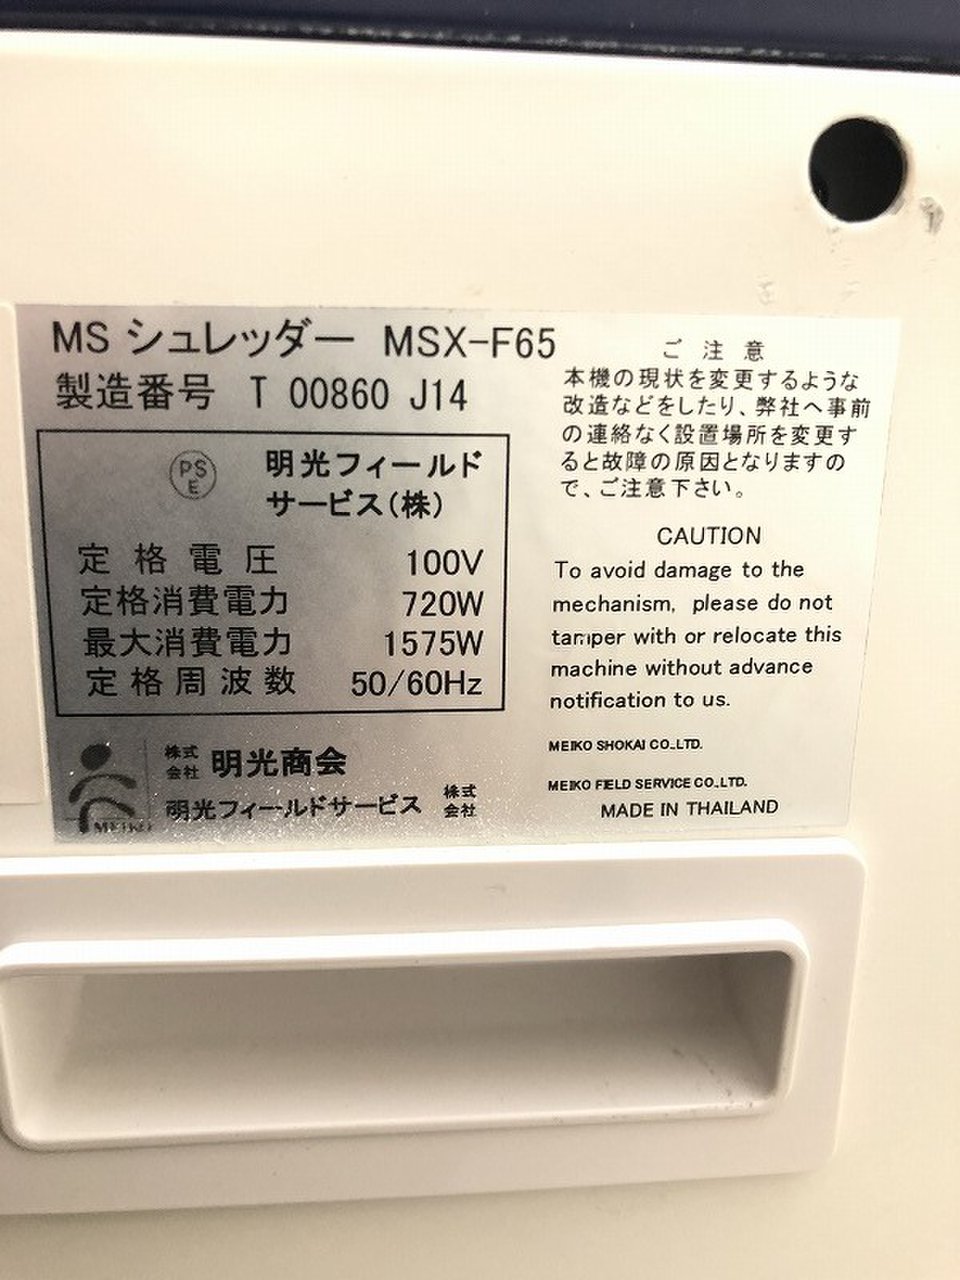 MS シュレッダー MSX-F65
製造番号 T 00860 J14
PS
E
明光フィールド
サービス(株)
定格電圧 100V
定格消費電力 720W
最大消費電力 1575W
定格周波数 50/60Hz
株式
会社 明光商会
明光フィールドサービス 株式
会社
MEIKO
ご注意
本機の現状を変更するような
改造などをしたり、弊社へ事前
の連絡なく設置場所を変更す
ると故障の原因となりますの
で、ご注意下さい。
CAUTION
To avoid damage to the
mechanism, please do not
tamper with or relocate this
machine without advance
notification to us.
MEIKO SHOKAI CO.,LTD.
MEIKO FIELD SERVICE CO.,LTD.
MADE IN THAILAND